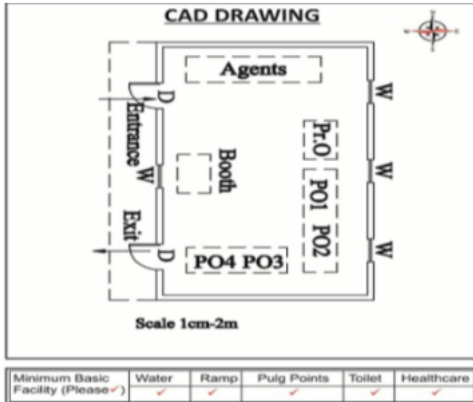 CAD DRAWING
Agents
D
Entrance
W
Pr.O
W
W
Booth
PO1 PO2
W
Exit
D
PO4 PO3
Scale 1cm-2m
Minimum Basic Facility (Please✓) Water Ramp Pulg Points Toilet Healthcare
✓ ✓ ✓ ✓ ✓